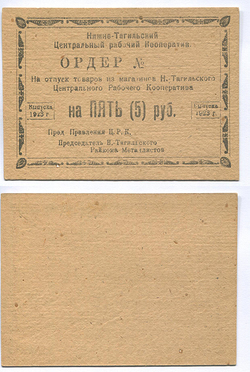 Нижне-Тагильский
Центральный рабочий Кооператив
ОРДЕР №
На отпуск товаров из магазинов Н. Тагильского
Центрального Рабочего Кооператива
Выпуска 1923 г.
на ПЯТЬ (5) руб.
Выпуска 1923 г.
Пред. Правления Ц. Р. К.
Председатель Н.-Тагильского
Райкома Металлистов